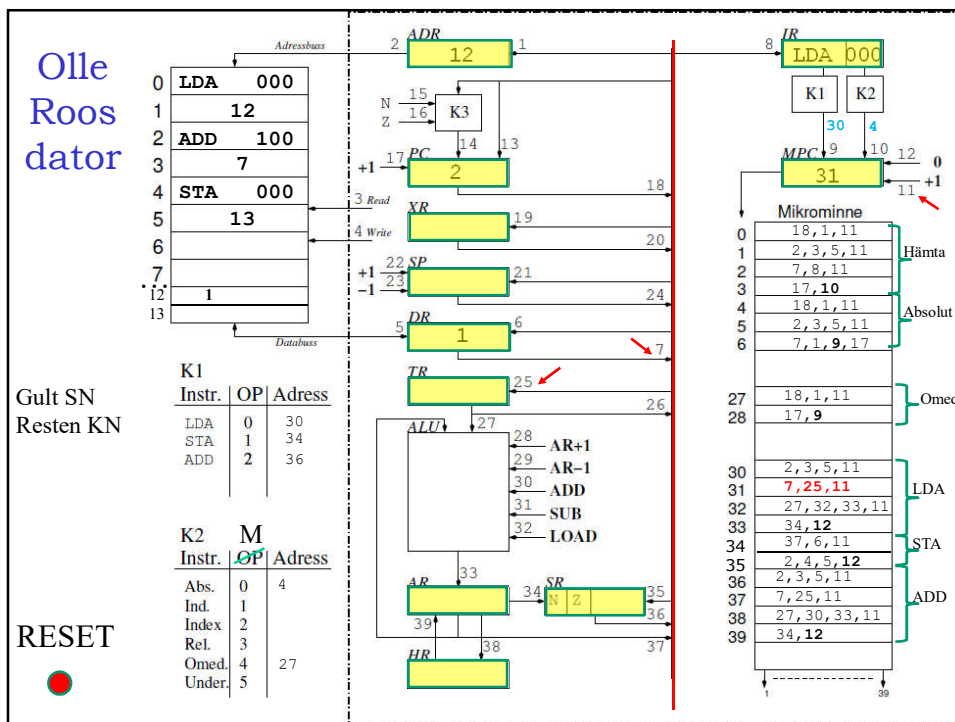 Olle
Roos
dator
Adressbuss
0 LDA 000
1 12
2 ADD 100
3 7
4 STA 000
5 13
6
7
...
12 1
13
3 Read
4 Write
Databuss
2 ADR 1
12
N 15
Z 16
K3
14 13
PC
+1 17 2 18
XR 19
20
+1 22 SP 21
−1 23
24
5 DR 6
1 7
TR 25
26
27
ALU
28 AR+1
29 AR−1
30 ADD
31 SUB
32 LOAD
33
AR 34 SR 35
N Z
36
39 38 37
HR
8 IR
LDA 000
K1 K2
30 4
9 10
MPC 12 0
31 +1
11
Mikrominne
0 18,1,11
1 2,3,5,11
2 7,8,11
3 17,10
Hämta
4 18,1,11
5 2,3,5,11
6 7,1,9,17
Absolut
27 18,1,11
28 17,9
Omed
30 2,3,5,11
31 7,25,11
32 27,32,33,11
33 34,12
LDA
34 37,6,11
35 2,4,5,12
STA
36 2,3,5,11
37 7,25,11
38 27,30,33,11
39 34,12
ADD
1 39
Gult SN
Resten KN
K1
Instr. OP Adress
LDA 0 30
STA 1 34
ADD 2 36
K2 M
Instr. OP Adress
Abs. 0 4
Ind. 1
Index 2
Rel. 3
Omed. 4 27
Under. 5
RESET